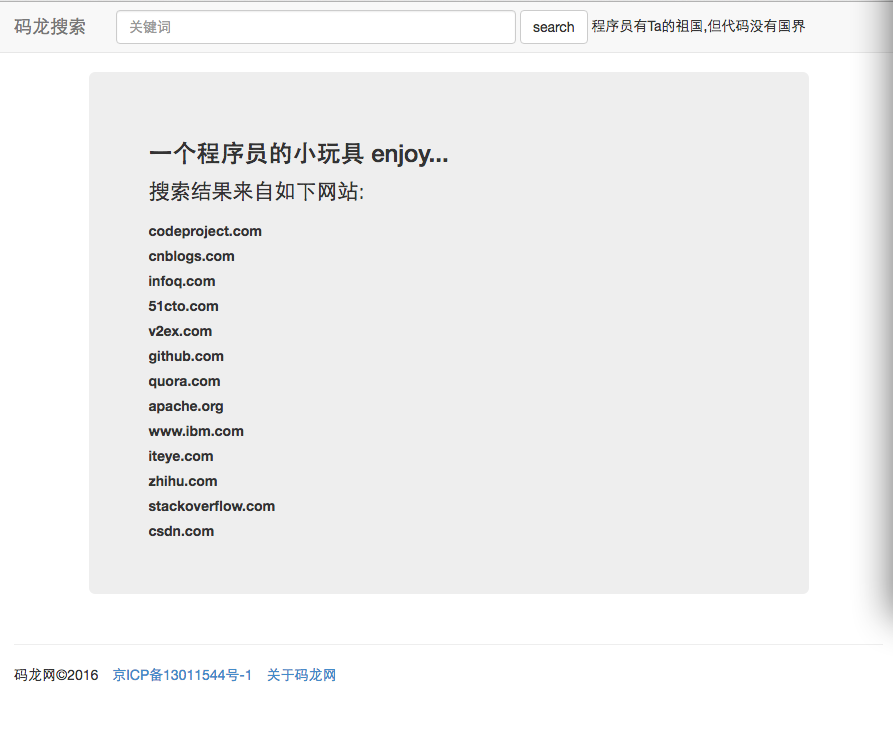 码龙搜索 关键词 search 程序员有Ta的祖国,但代码没有国界
一个程序员的小玩具 enjoy...
搜索结果来自如下网站:
codeproject.com
cnblogs.com
infoq.com
51cto.com
v2ex.com
github.com
quora.com
apache.org
www.ibm.com
iteye.com
zhihu.com
stackoverflow.com
csdn.com
码龙网©2016 京ICP备13011544号-1 关于码龙网